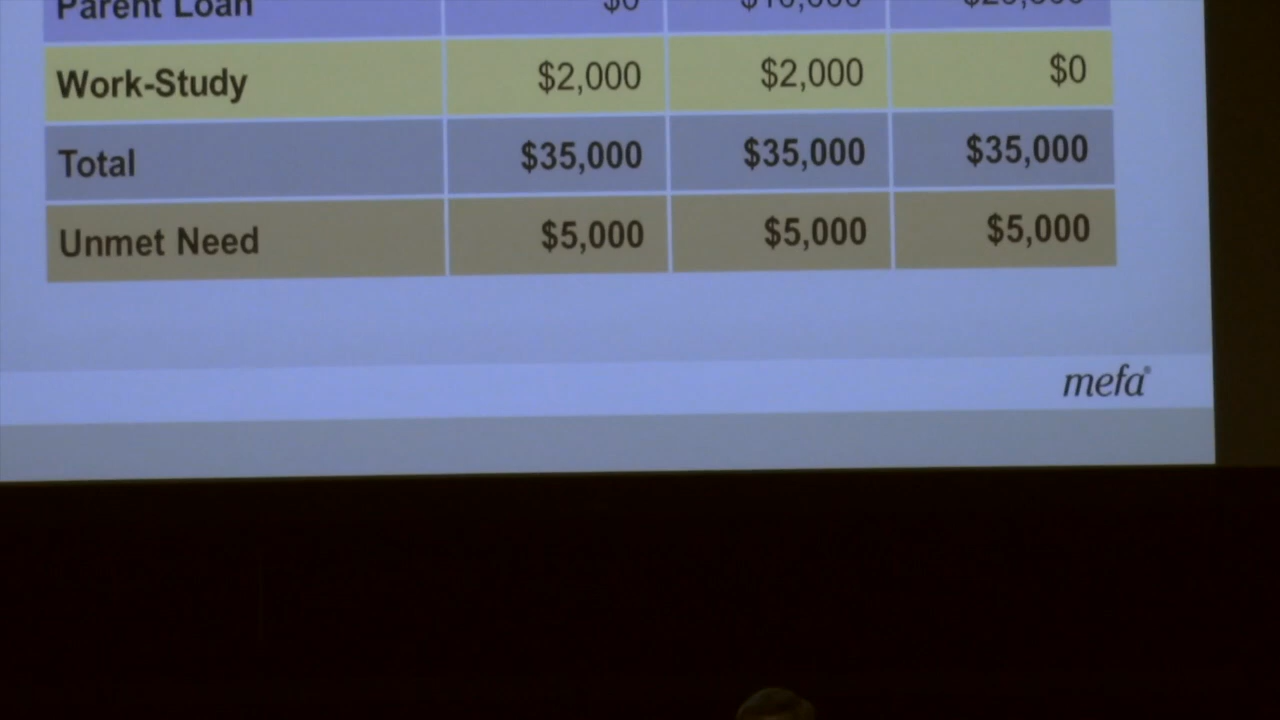 Parent Loan $0
Work-Study $2,000 $2,000 $0
Total $35,000 $35,000 $35,000
Unmet Need $5,000 $5,000 $5,000
mefa®